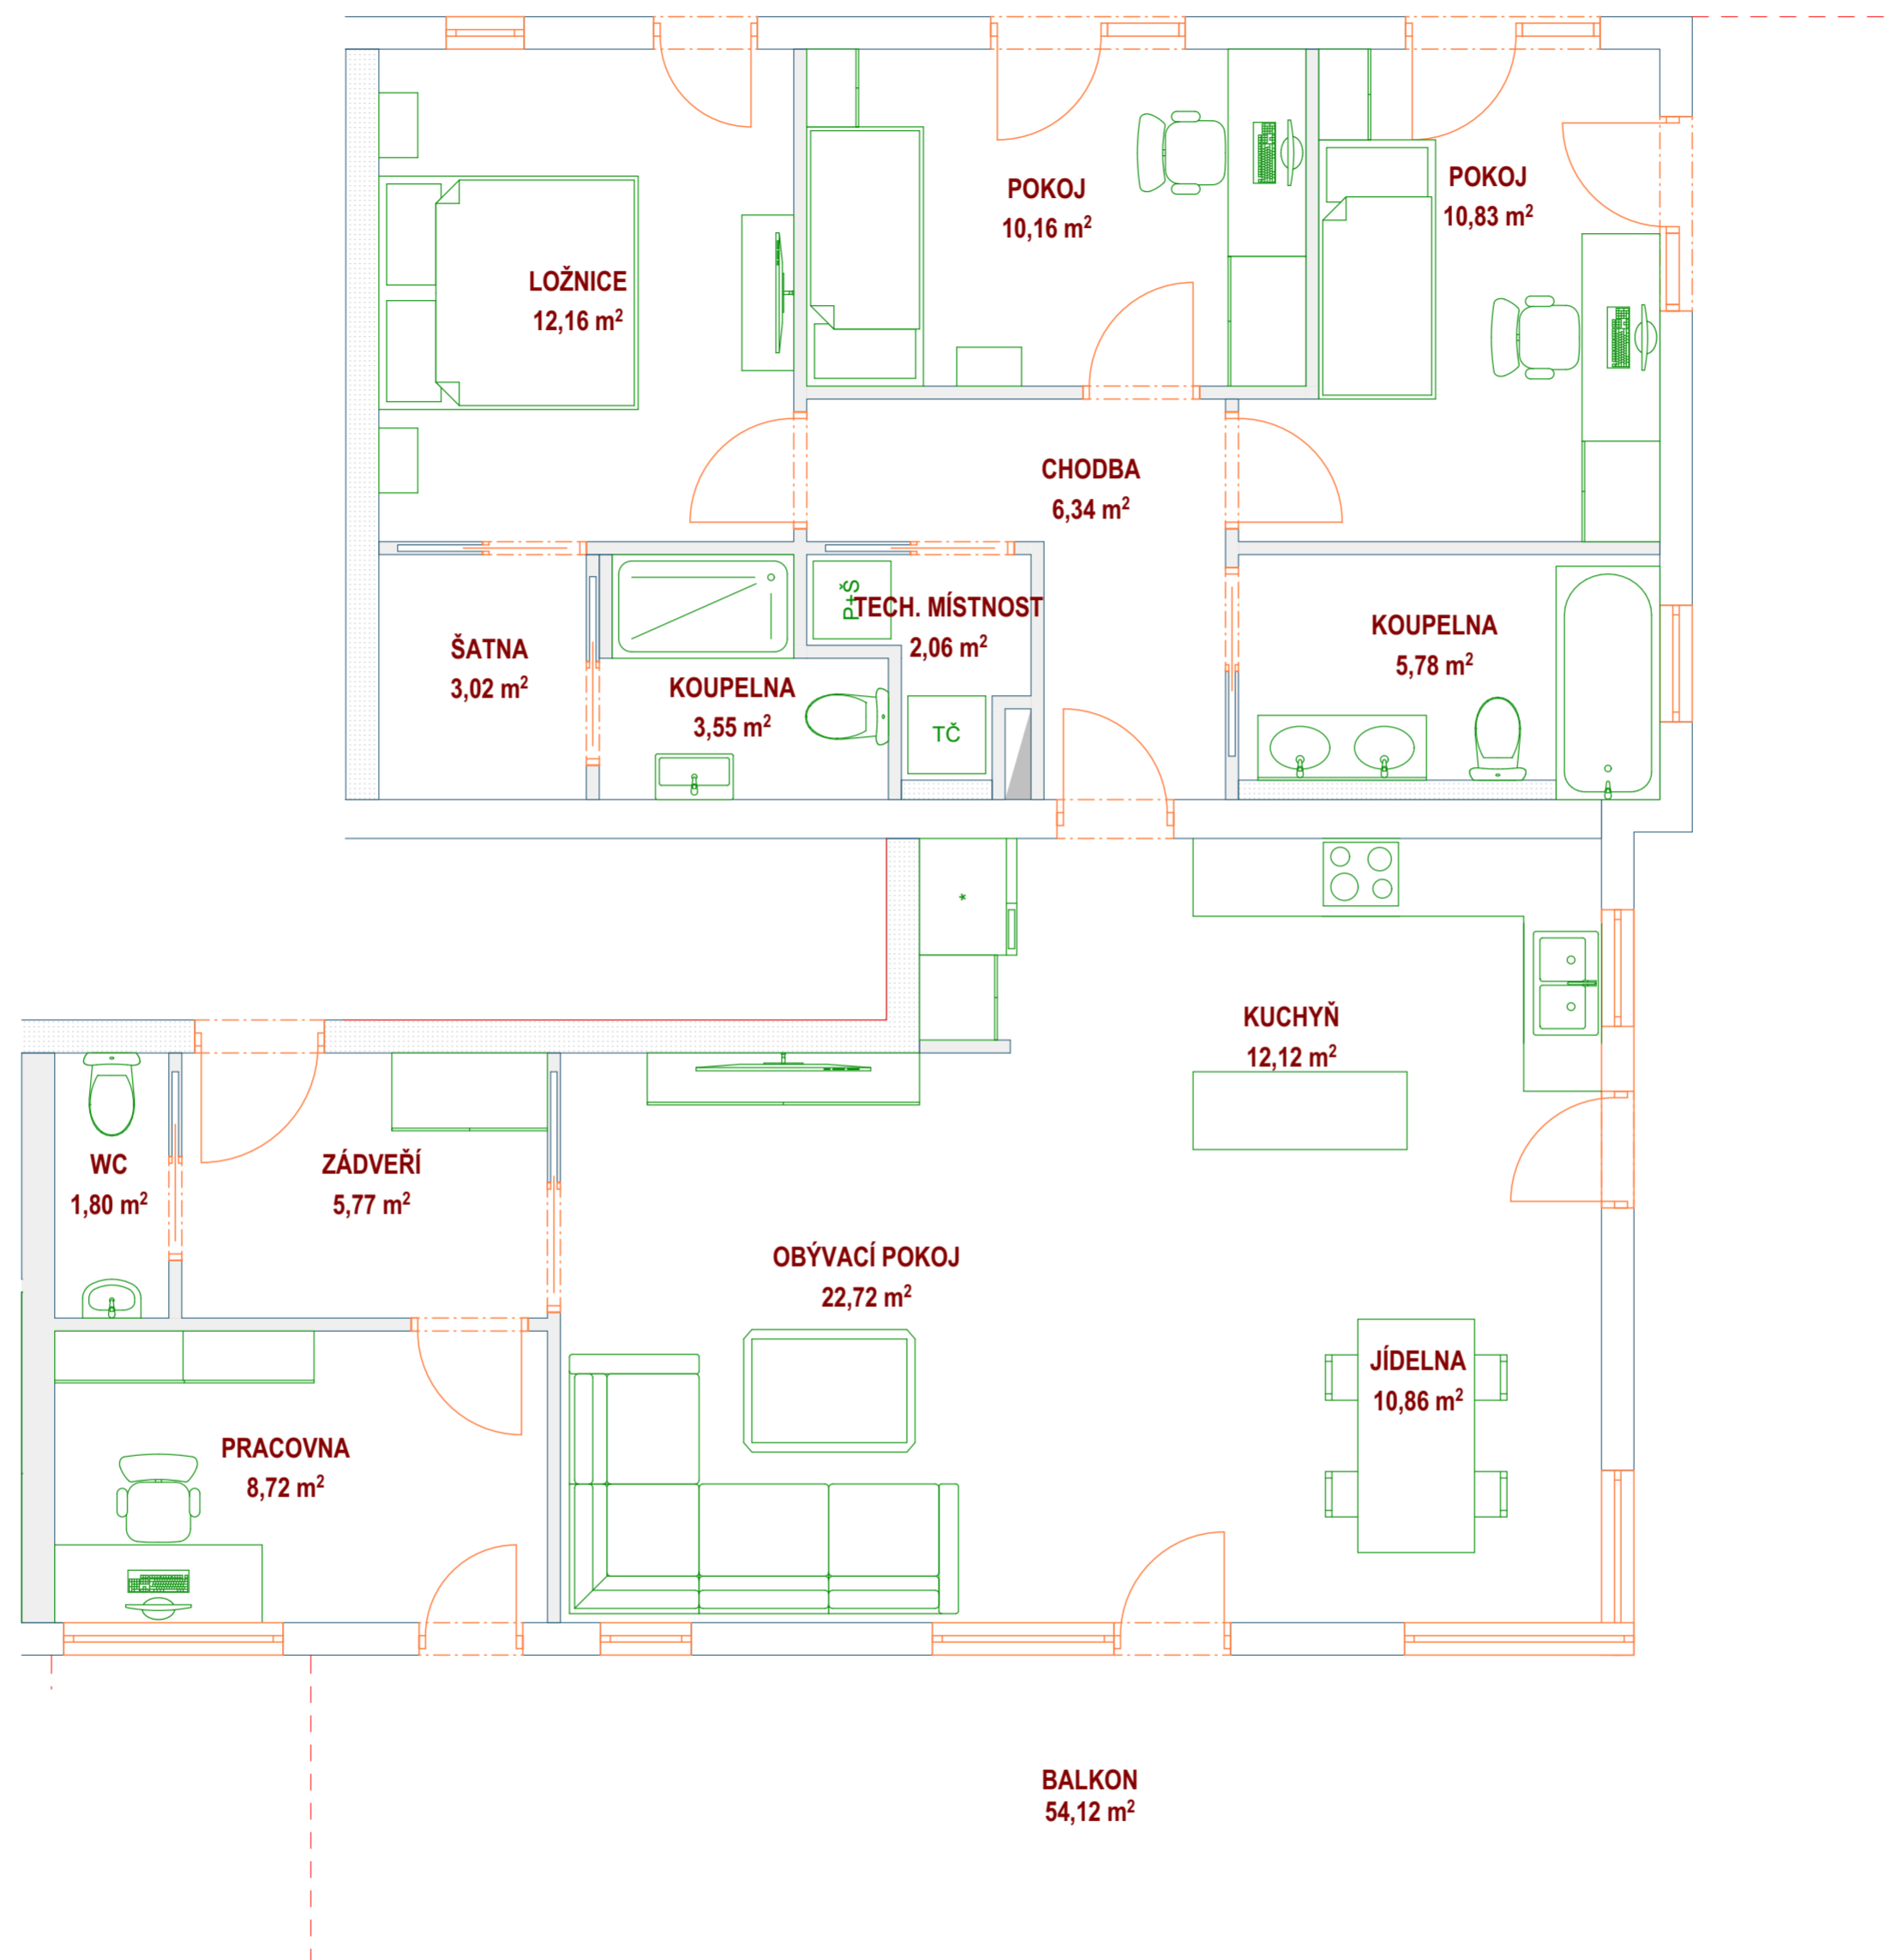 POKOJ
10,16 m²
POKOJ
10,83 m²
LOŽNICE
12,16 m²
CHODBA
6,34 m²
P+Š
TECH. MÍSTNOST
2,06 m²
KOUPELNA
5,78 m²
ŠATNA
3,02 m²
KOUPELNA
3,55 m²
TČ
*
KUCHYŇ
12,12 m²
WC
1,80 m²
ZÁDVEŘÍ
5,77 m²
OBÝVACÍ POKOJ
22,72 m²
JÍDELNA
10,86 m²
PRACOVNA
8,72 m²
BALKON
54,12 m²